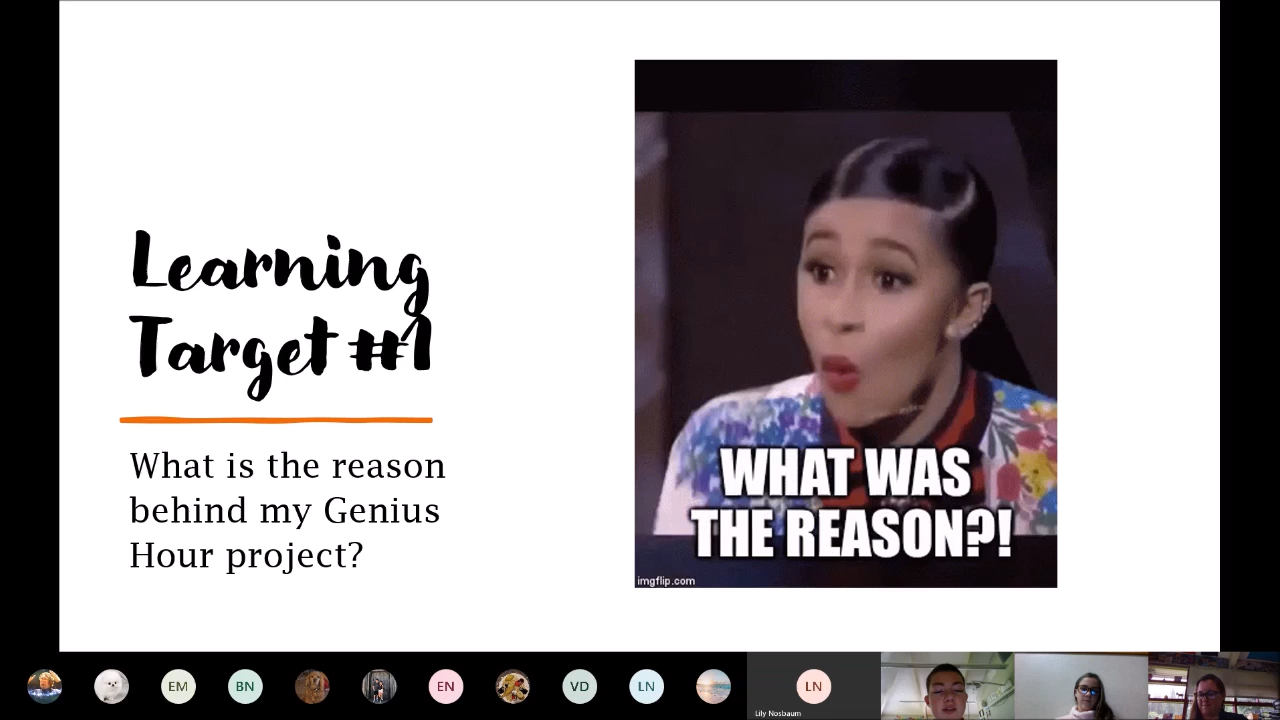 Learning
Target #1
What is the reason
behind my Genius
Hour project?
WHAT WAS
THE REASON?!
imgflip.com
EM
BN
EN
VD
LN
LN
Lily Nosbaum